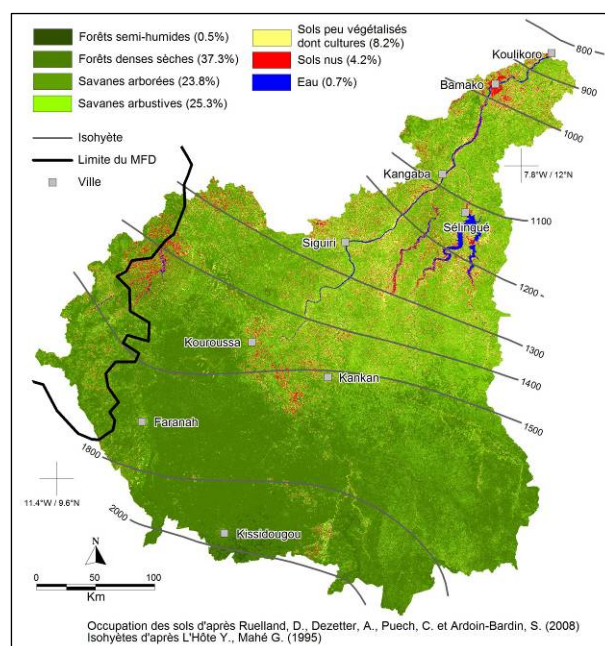 Forêts semi-humides (0.5%)
Forêts denses sèches (37.3%)
Savanes arborées (23.8%)
Savanes arbustives (25.3%)
Sols peu végétalisés
dont cultures (8.2%)
Sols nus (4.2%)
Eau (0.7%)
Isohyète
Limite du MFD
Ville
Koulikoro
800
Bamako
900
1000
Kangaba
7.8°W / 12°N
1100
Sélingué
Siguiri
1200
1300
Kouroussa
1400
Kankan
1500
Faranah
1800
11.4°W / 9.6°N
2000
Kissidougou
N
0 50 100
Km
Occupation des sols d'après Ruelland, D., Dezetter, A., Puech, C. et Ardoin-Bardin, S. (2008)
Isohyètes d'après L'Hôte Y., Mahé G. (1995)